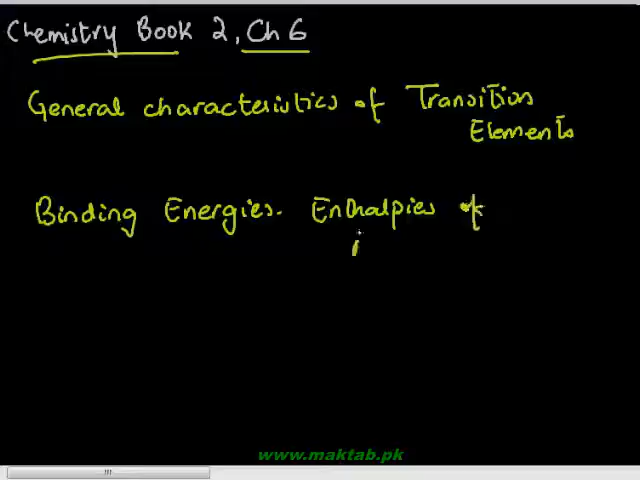 Chemistry Book 2, Ch 6
General characteristics of Transition
Elements
Binding Energies. Enthalpies of
i
www.maktab.pk